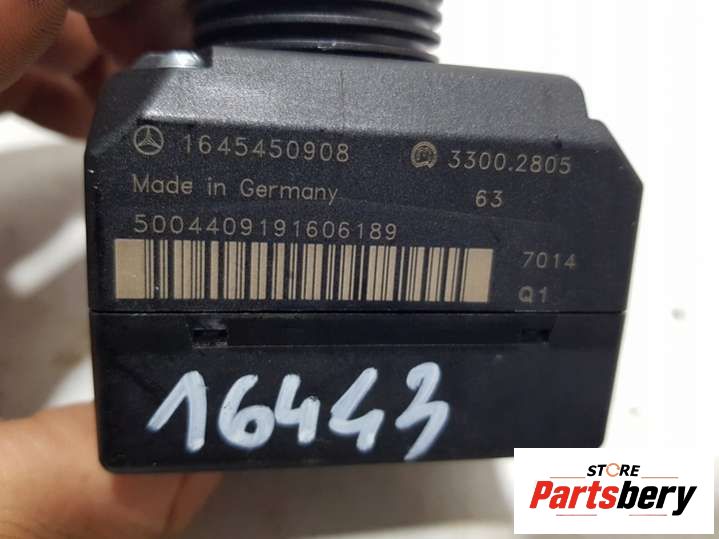 1645450908 3300.2805
Made in Germany 63
5004409191606189
7014
Q1
16443
STORE
Partsbery